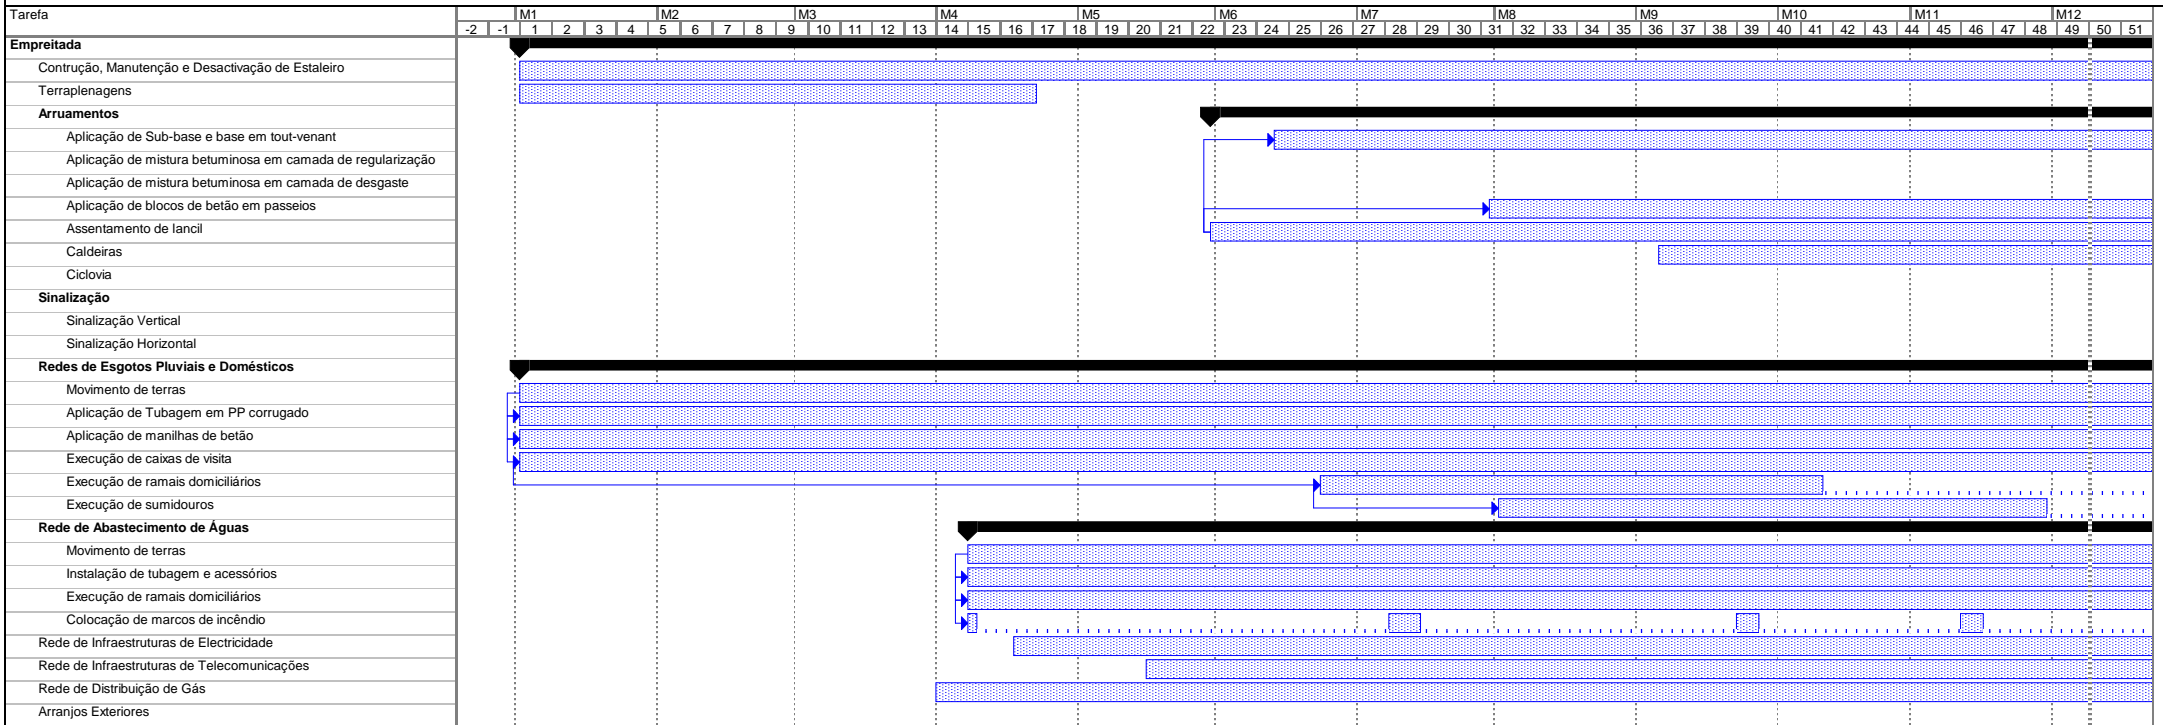 Tarefa M1 M2 M3 M4 M5 M6 M7 M8 M9 M10 M11 M12
-2 -1 1 2 3 4 5 6 7 8 9 10 11 12 13 14 15 16 17 18 19 20 21 22 23 24 25 26 27 28 29 30 31 32 33 34 35 36 37 38 39 40 41 42 43 44 45 46 47 48 49 50 51
Empreitada
Contrução, Manutenção e Desactivação de Estaleiro
Terraplenagens
Arruamentos
Aplicação de Sub-base e base em tout-venant
Aplicação de mistura betuminosa em camada de regularização
Aplicação de mistura betuminosa em camada de desgaste
Aplicação de blocos de betão em passeios
Assentamento de lancil
Caldeiras
Ciclovia
Sinalização
Sinalização Vertical
Sinalização Horizontal
Redes de Esgotos Pluviais e Domésticos
Movimento de terras
Aplicação de Tubagem em PP corrugado
Aplicação de manilhas de betão
Execução de caixas de visita
Execução de ramais domiciliários
Execução de sumidouros
Rede de Abastecimento de Águas
Movimento de terras
Instalação de tubagem e acessórios
Execução de ramais domiciliários
Colocação de marcos de incêndio
Rede de Infraestruturas de Electricidade
Rede de Infraestruturas de Telecomunicações
Rede de Distribuição de Gás
Arranjos Exteriores